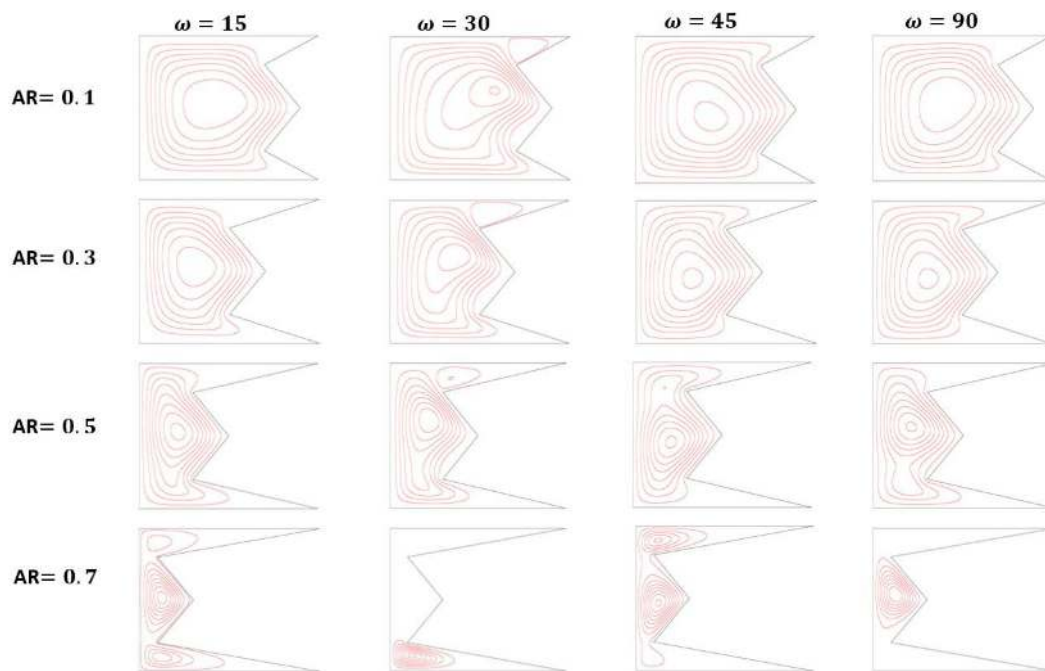 ω = 15 ω = 30 ω = 45 ω = 90
AR= 0.1
AR= 0.3
AR= 0.5
AR= 0.7